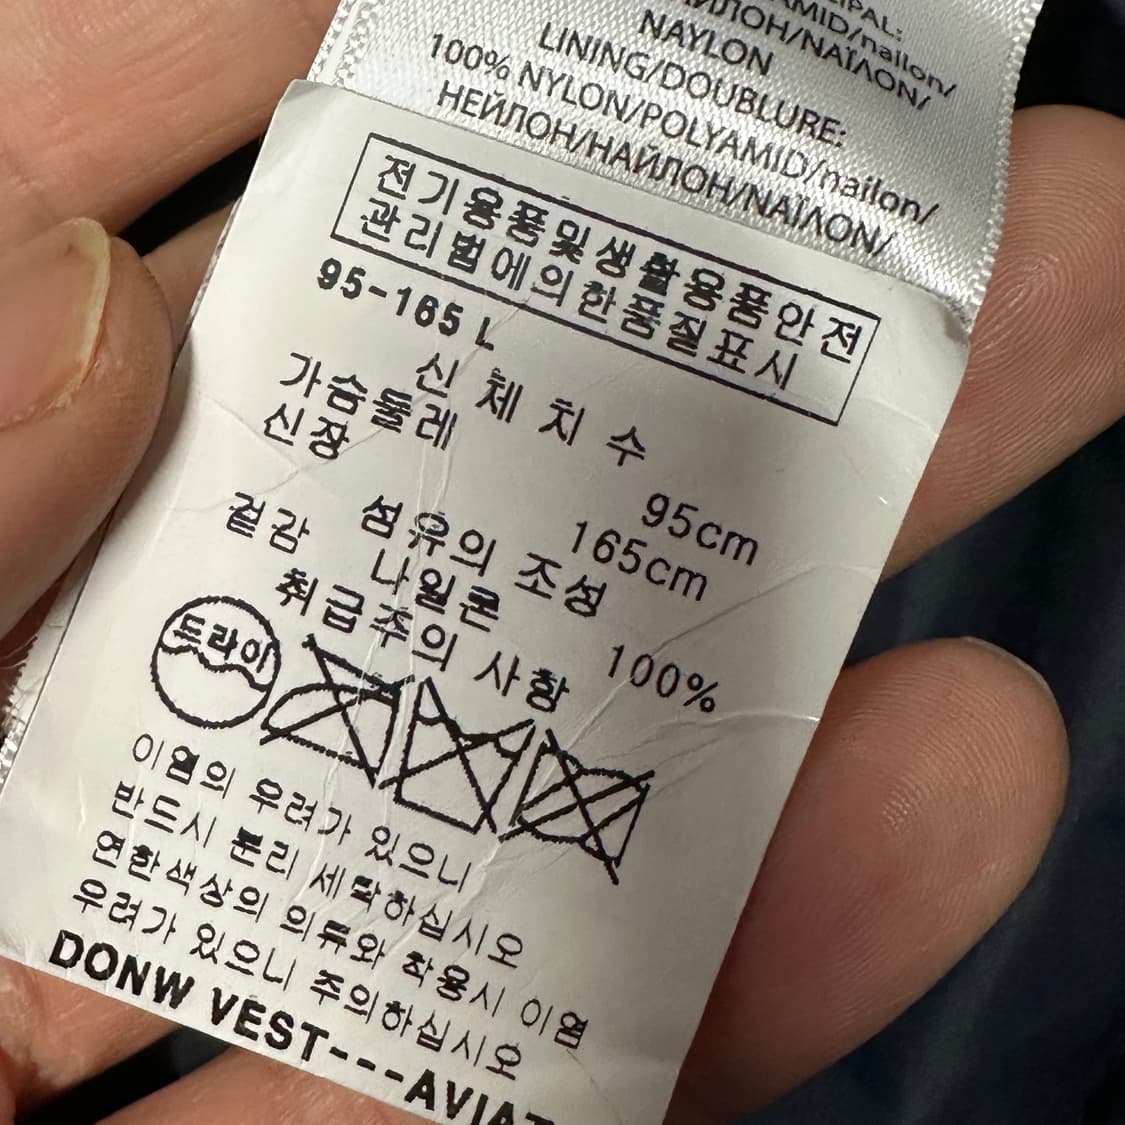 MID/nailon/
НАЙЛОН/ΝΑΪΛΟΝ/
NAYLON
LINING/DOUBLURE:
100% NYLON/POLYAMID/nailon/
НЕЙЛОН/НАЙЛОН/ΝΑΪΛΟΝ/
전기용품및생활용품안전
관리법에의한품질표시
95-165 L
신 체 치 수
가슴둘레 95cm
신장 165cm
섬유의 조성
겉감 나일론 100%
취급주의 사항
드라이
이염의 우려가 있으니
반드시 분리 세탁하십시오
연한색상의 의류와 착용시 이염
우려가 있으니 주의하십시오
DONW VEST---AVIAT